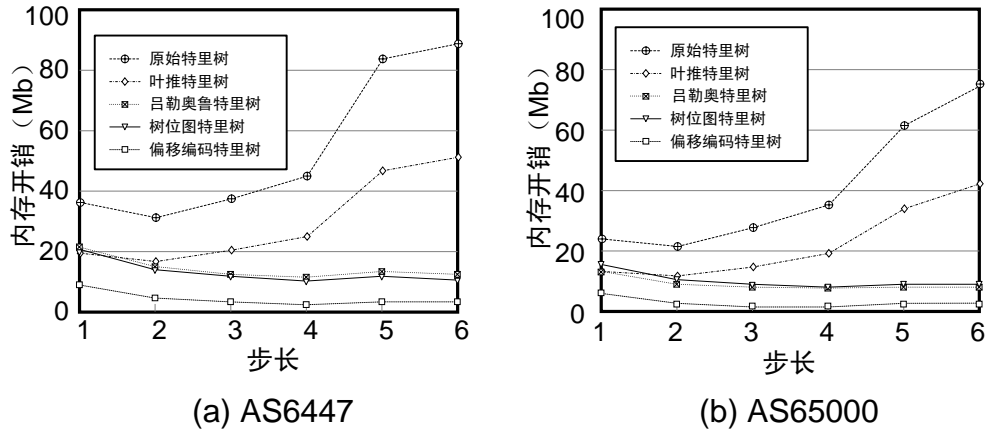 100
80
60
40
20
0
内存开销（Mb）
原始特里树
叶推特里树
吕勒奥鲁特里树
树位图特里树
偏移编码特里树
1 2 3 4 5 6
步长
(a) AS6447
100
80
60
40
20
0
内存开销（Mb）
原始特里树
叶推特里树
吕勒奥特里树
树位图特里树
偏移编码特里树
1 2 3 4 5 6
步长
(b) AS65000